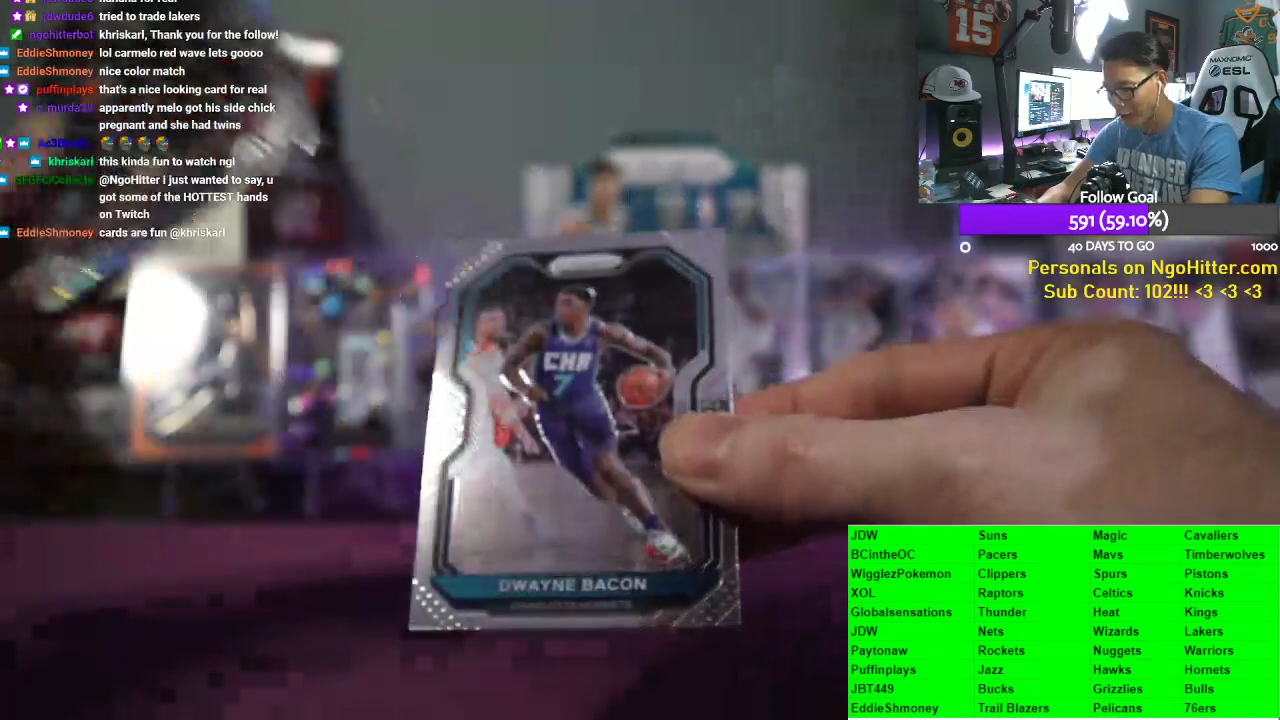 tried to trade lakers
ngohitterbot khriskarl, Thank you for the follow!
EddieShmoney lol carmelo red wave lets goooo
EddieShmoney nice color match
puffinplays that's a nice looking card for real
apparently melo got his side chick
pregnant and she had twins
khriskarl this kinda fun to watch ngl
@NgoHitter i just wanted to say, u
got some of the HOTTEST hands
on Twitch
EddieShmoney cards are fun @khriskarl
15
MAXNOMIC
ESL
Follow Goal
591 (59.10%)
0 40 DAYS TO GO 1000
Personals on NgoHitter.com
Sub Count: 102!!! <3 <3 <3
CHA
7
DWAYNE BACON
JDW Suns Magic Cavaliers
BCintheOC Pacers Mavs Timberwolves
WigglezPokemon Clippers Spurs Pistons
XOL Raptors Celtics Knicks
Globalsensations Thunder Heat Kings
JDW Nets Wizards Lakers
Paytonaw Rockets Nuggets Warriors
Puffinplays Jazz Hawks Hornets
JBT449 Bucks Grizzlies Bulls
EddieShmoney Trail Blazers Pelicans 76ers